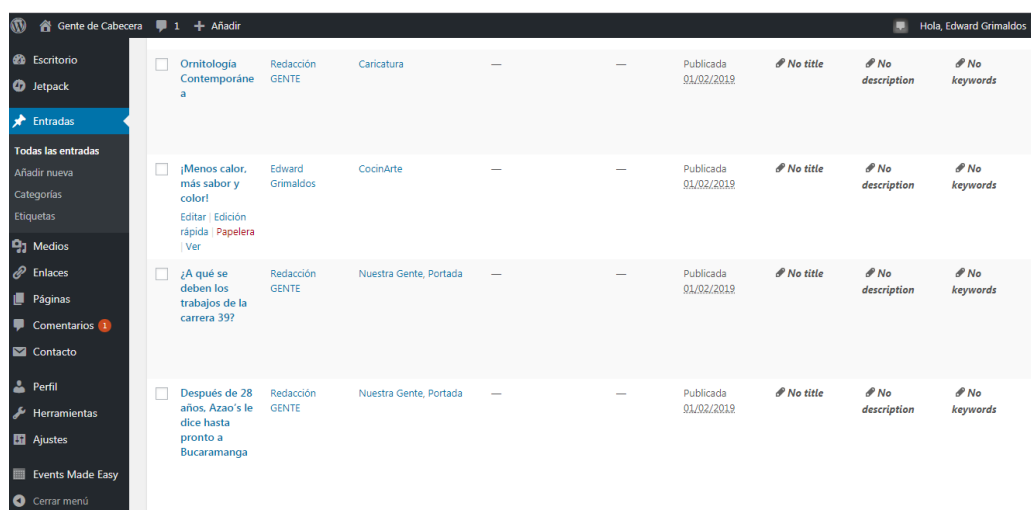 Gente de Cabecera 1 + Añadir Hola, Edward Grimaldos
Escritorio
Jetpack
Entradas
Todas las entradas
Añadir nueva
Categorías
Etiquetas
Medios
Enlaces
Páginas
Comentarios 1
Contacto
Perfil
Herramientas
Ajustes
Events Made Easy
Cerrar menú
Ornitología Redacción Caricatura — — Publicada No title No No
Contemporáne GENTE 01/02/2019 description keywords
a
¡Menos calor, Edward CocinArte — — Publicada No title No No
más sabor y Grimaldos 01/02/2019 description keywords
color!
Editar | Edición
rápida | Papelera
| Ver
¿A qué se Redacción Nuestra Gente, Portada — — Publicada No title No No
deben los GENTE 01/02/2019 description keywords
trabajos de la
carrera 39?
Después de 28 Redacción Nuestra Gente, Portada — — Publicada No title No No
años, Azao's le GENTE 01/02/2019 description keywords
dice hasta
pronto a
Bucaramanga